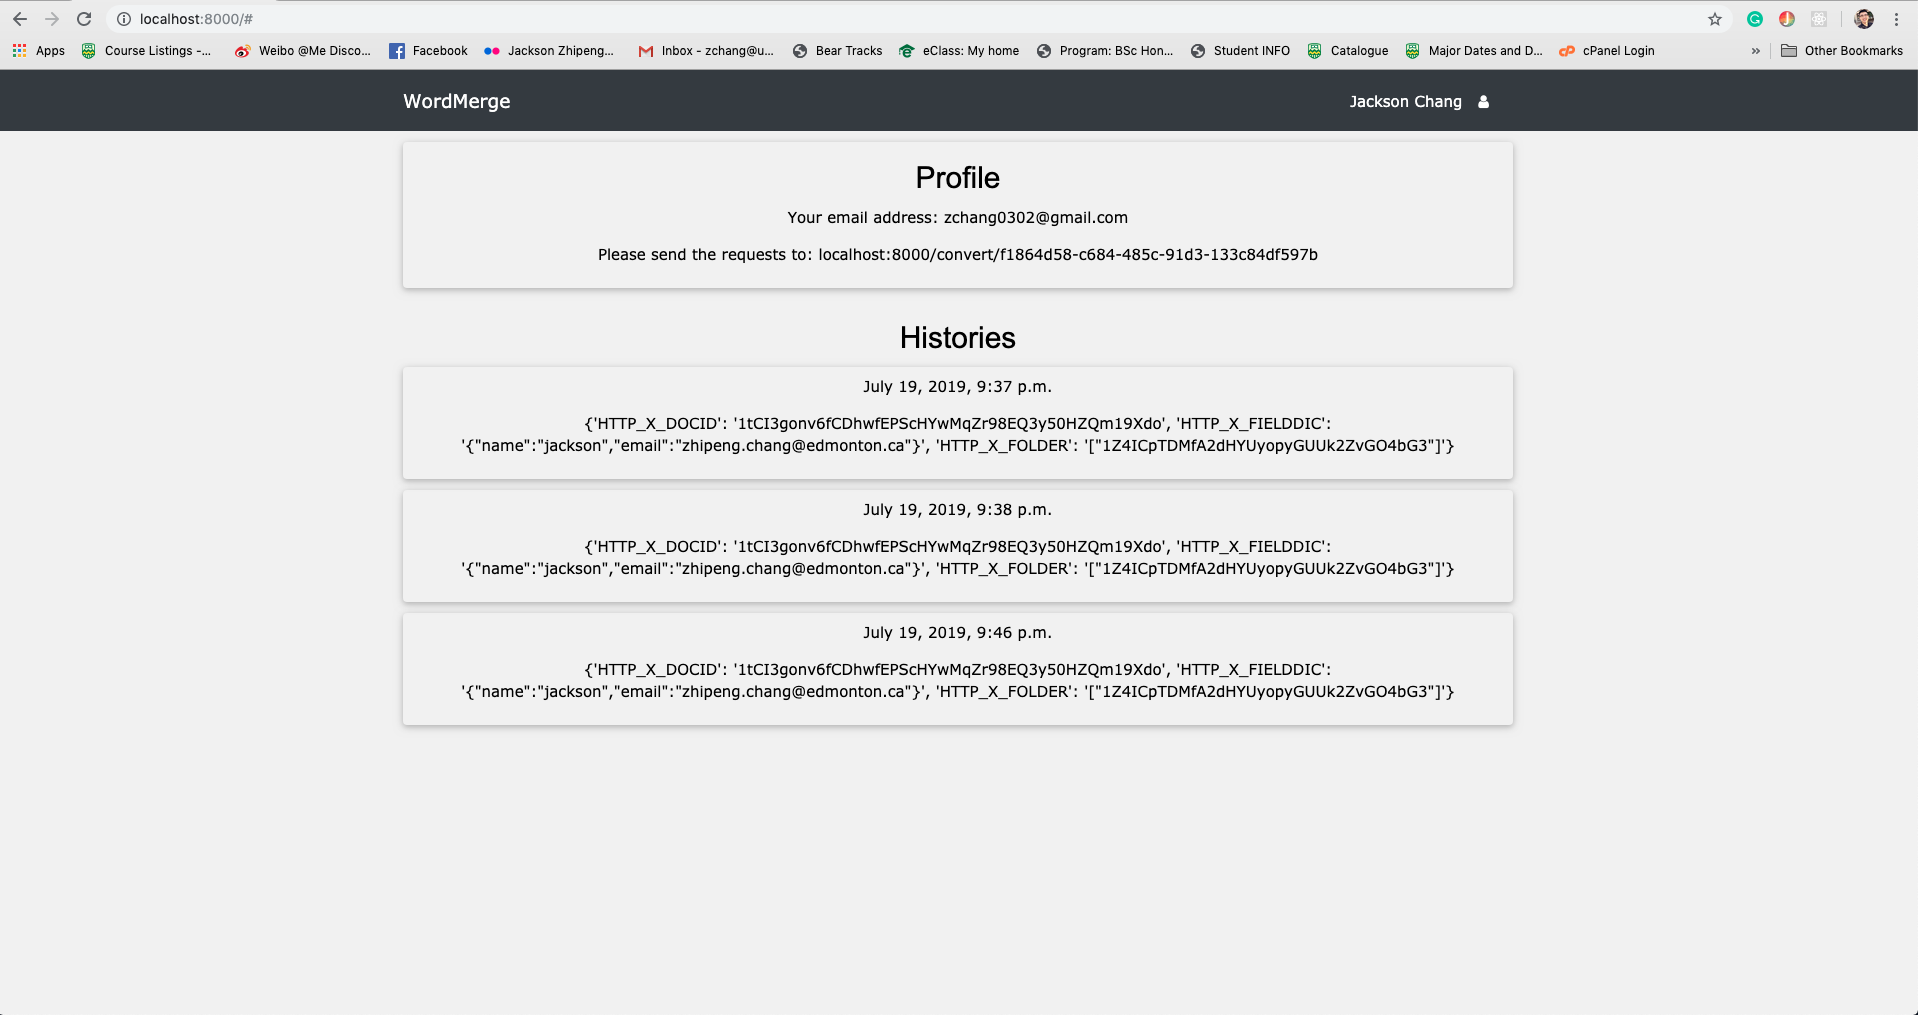 localhost:8000/#
Apps Course Listings -... Weibo @Me Disco... Facebook Jackson Zhipeng... Inbox - zchang@u... Bear Tracks eClass: My home Program: BSc Hon... Student INFO Catalogue Major Dates and D... cPanel Login » Other Bookmarks
WordMerge Jackson Chang
Profile
Your email address: zchang0302@gmail.com
Please send the requests to: localhost:8000/convert/f1864d58-c684-485c-91d3-133c84df597b
Histories
July 19, 2019, 9:37 p.m.
{'HTTP_X_DOCID': '1tCI3gonv6fCDhwfEPScHYwMqZr98EQ3y50HZQm19Xdo', 'HTTP_X_FIELDDIC':
'{"name":"jackson","email":"zhipeng.chang@edmonton.ca"}', 'HTTP_X_FOLDER': '["1Z4ICpTDMfA2dHYUyopyGUUk2ZvGO4bG3"]'}
July 19, 2019, 9:38 p.m.
{'HTTP_X_DOCID': '1tCI3gonv6fCDhwfEPScHYwMqZr98EQ3y50HZQm19Xdo', 'HTTP_X_FIELDDIC':
'{"name":"jackson","email":"zhipeng.chang@edmonton.ca"}', 'HTTP_X_FOLDER': '["1Z4ICpTDMfA2dHYUyopyGUUk2ZvGO4bG3"]'}
July 19, 2019, 9:46 p.m.
{'HTTP_X_DOCID': '1tCI3gonv6fCDhwfEPScHYwMqZr98EQ3y50HZQm19Xdo', 'HTTP_X_FIELDDIC':
'{"name":"jackson","email":"zhipeng.chang@edmonton.ca"}', 'HTTP_X_FOLDER': '["1Z4ICpTDMfA2dHYUyopyGUUk2ZvGO4bG3"]'}